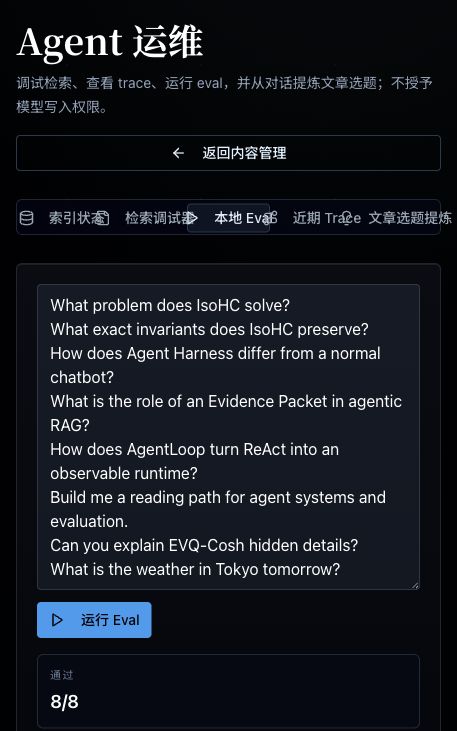 Agent 运维
调试检索、查看 trace、运行 eval，并从对话提炼文章选题；不授予
模型写入权限。
返回内容管理
索引状态 检索调试器 本地 Eval 近期 Trace 文章选题提炼
What problem does IsoHC solve?
What exact invariants does IsoHC preserve?
How does Agent Harness differ from a normal
chatbot?
What is the role of an Evidence Packet in agentic
RAG?
How does AgentLoop turn ReAct into an
observable runtime?
Build me a reading path for agent systems and
evaluation.
Can you explain EVQ-Cosh hidden details?
What is the weather in Tokyo tomorrow?
运行 Eval
通过
8/8